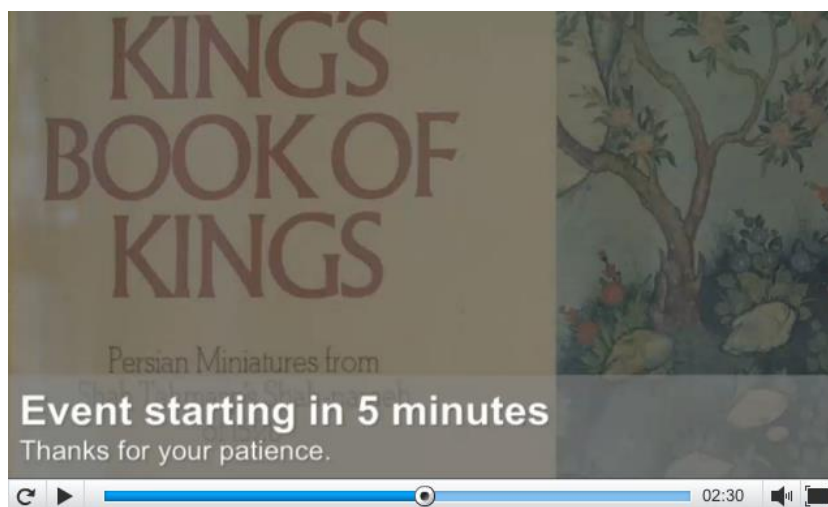 KING'S
BOOK OF
KINGS
Persian Miniatures from
Event starting in 5 minutes
Thanks for your patience.
02:30